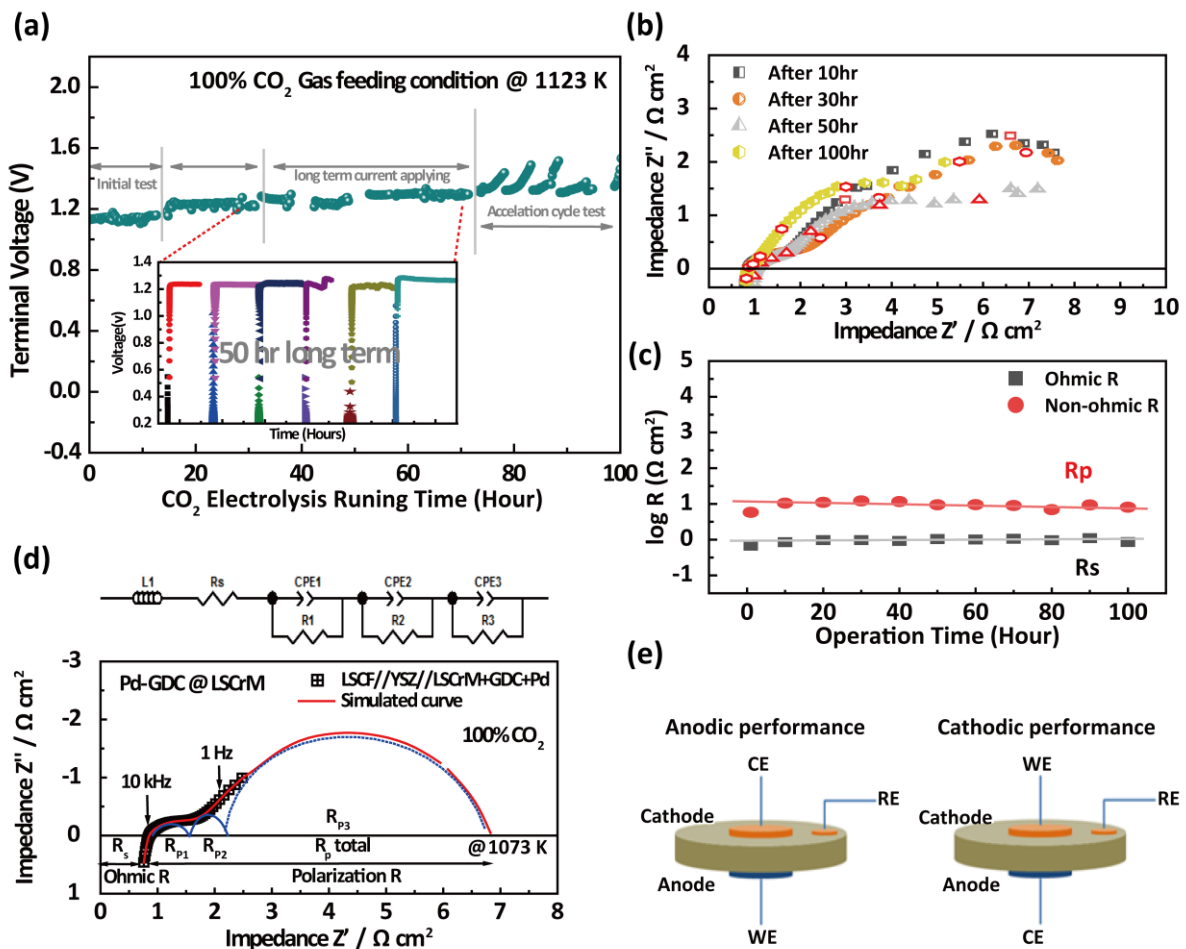 (a)
100% CO2 Gas feeding condition @ 1123 K
Initial test
long term current applying
Accelation cycle test
Terminal Voltage (V)
2.0
1.6
1.2
0.8
0.4
0.0
-0.4
0 20 40 60 80 100
CO2 Electrolysis Runing Time (Hour)
50 hr long term
Voltage(v)
1.4
1.2
1.0
0.8
0.6
0.4
0.2
Time (Hours)
(b)
After 10hr
After 30hr
After 50hr
After 100hr
Impedance Z'' / Ω cm2
4
3
2
1
0
0 1 2 3 4 5 6 7 8 9 10
Impedance Z' / Ω cm2
(c)
Ohmic R
Non-ohmic R
Rp
Rs
log R (Ω cm2)
5
4
3
2
1
0
-1
0 20 40 60 80 100
Operation Time (Hour)
(d)
L1 Rs CPE1 CPE2 CPE3
R1 R2 R3
Pd-GDC @ LSCrM
LSCF//YSZ//LSCrM+GDC+Pd
Simulated curve
100% CO2
1 Hz
10 kHz
Rs RP1 RP2 RP3
Rp total
@ 1073 K
Ohmic R Polarization R
Impedance Z'' / Ω cm2
-3
-2
-1
0
1
0 1 2 3 4 5 6 7 8
Impedance Z' / Ω cm2
(e)
Anodic performance
CE
RE
Cathode
Anode
WE
Cathodic performance
WE
RE
Cathode
Anode
CE